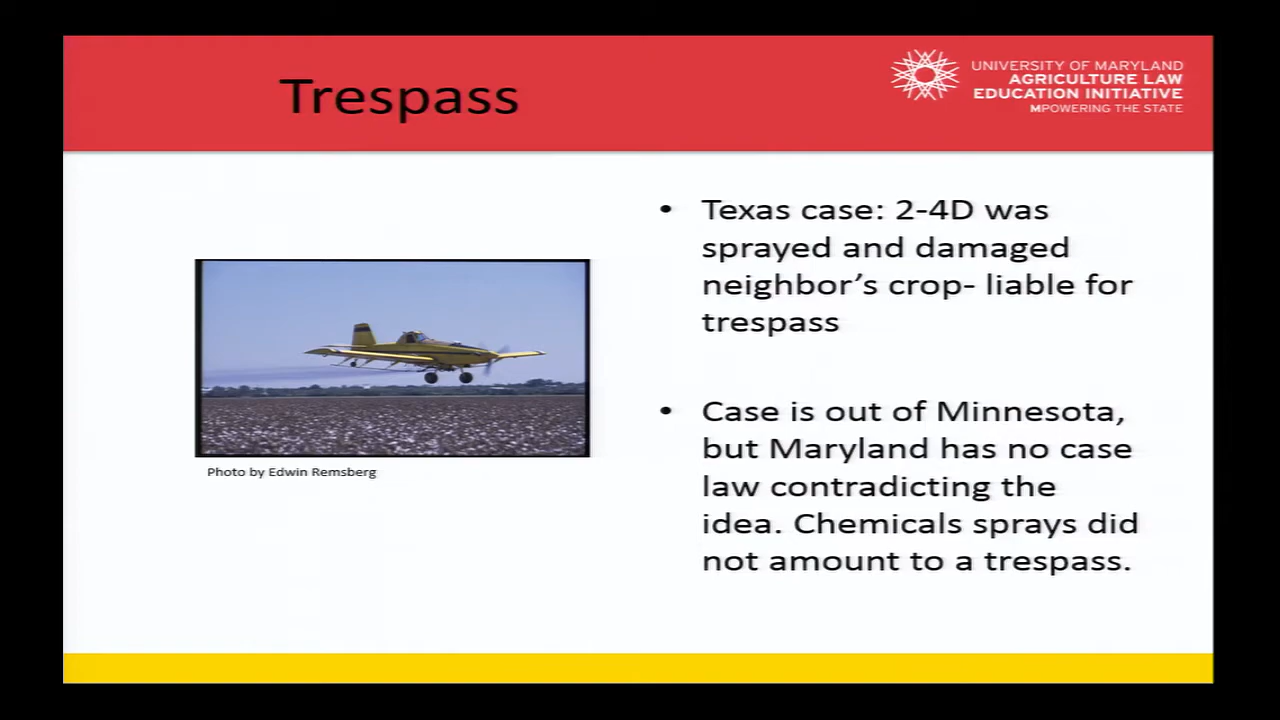 Trespass
UNIVERSITY OF MARYLAND
AGRICULTURE LAW
EDUCATION INITIATIVE
MPOWERING THE STATE
• Texas case: 2-4D was
sprayed and damaged
neighbor’s crop- liable for
trespass
• Case is out of Minnesota,
but Maryland has no case
law contradicting the
idea. Chemicals sprays did
not amount to a trespass.
Photo by Edwin Remsberg